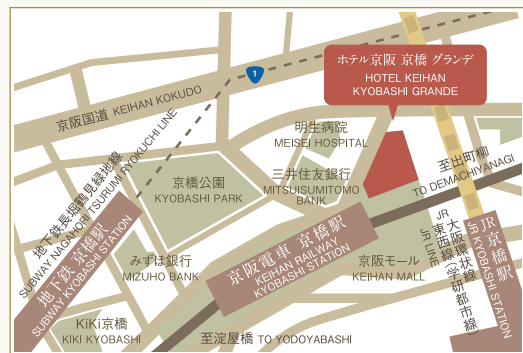 1
ホテル京阪 京橋 グランデ
HOTEL KEIHAN
KYOBASHI GRANDE
京阪国道 KEIHAN KOKUDO
明生病院
MEISEI HOSPITAL
地下鉄長堀鶴見緑地線
SUBWAY NAGAHORI TSURUMI RYOKUCHI LINE
京橋公園
KYOBASHI PARK
三井住友銀行
MITSUISUMITOMO
BANK
至出町柳
TO DEMACHIYANAGI
地下鉄 京橋駅
SUBWAY KYOBASHI STATION
みずほ銀行
MIZUHO BANK
京阪電車 京橋駅
KEIHAN RAILWAY
KYOBASHI STATION
京阪モール
KEIHAN MALL
JR
大阪環状線
東西線(学研都市線)
JR LINE
JR京橋駅
JR KYOBASHI STATION
KiKi京橋
KIKI KYOBASHI
至淀屋橋 TO YODOYABASHI